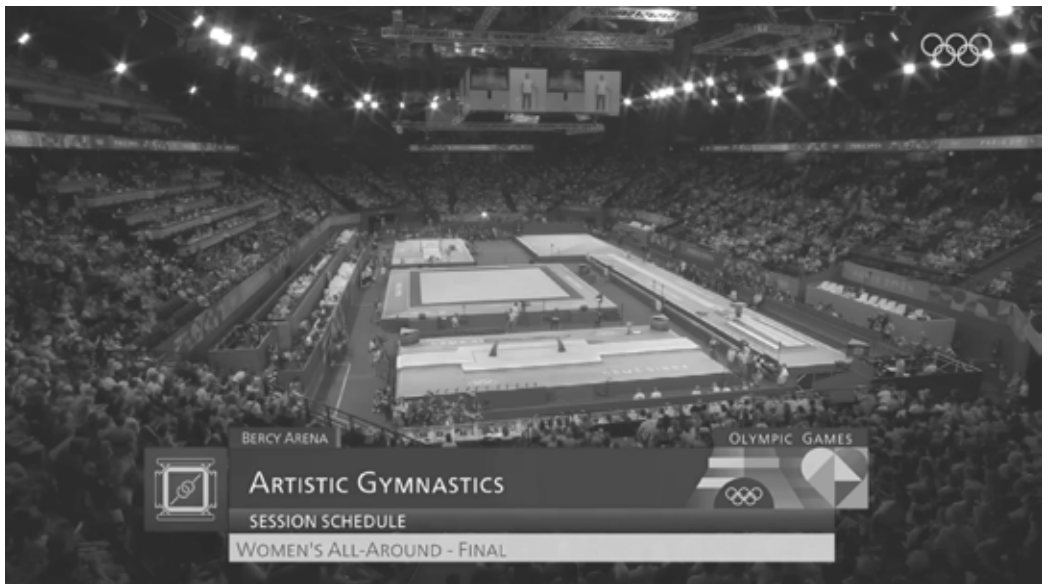 BERCY ARENA
OLYMPIC GAMES
ARTISTIC GYMNASTICS
SESSION SCHEDULE
WOMEN'S ALL-AROUND - FINAL